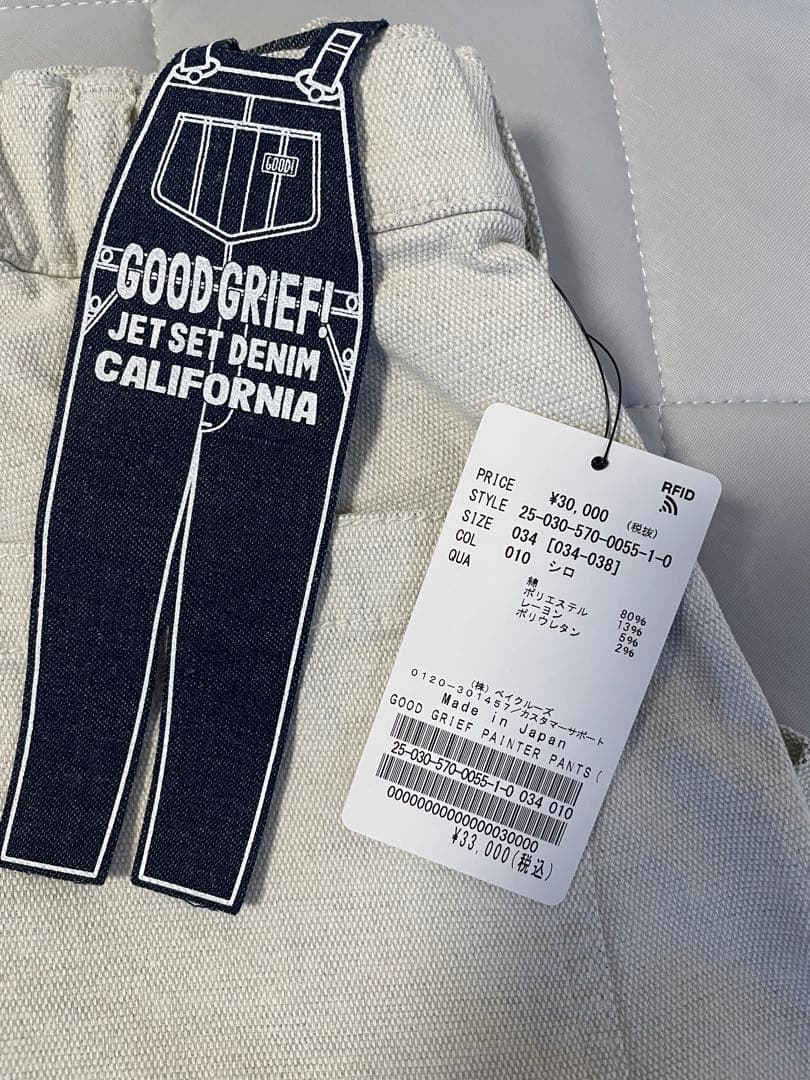 GOOD!
GOOD GRIEF!
JET SET DENIM
CALIFORNIA
RFID
PRICE ¥30,000 (税抜)
STYLE 25-030-570-0055-1-0
SIZE 034 [034-038]
COL 010 シロ
QUA
綿 80%
ポリエステル 13%
レーヨン 5%
ポリウレタン 2%
(株) ベイクルーズ
0120-301457/カスタマーサポート
Made in Japan
GOOD GRIEF PAINTER PANTS (
25-030-570-0055-1-0 034 010
0000000000000030000
¥33,000(税込)